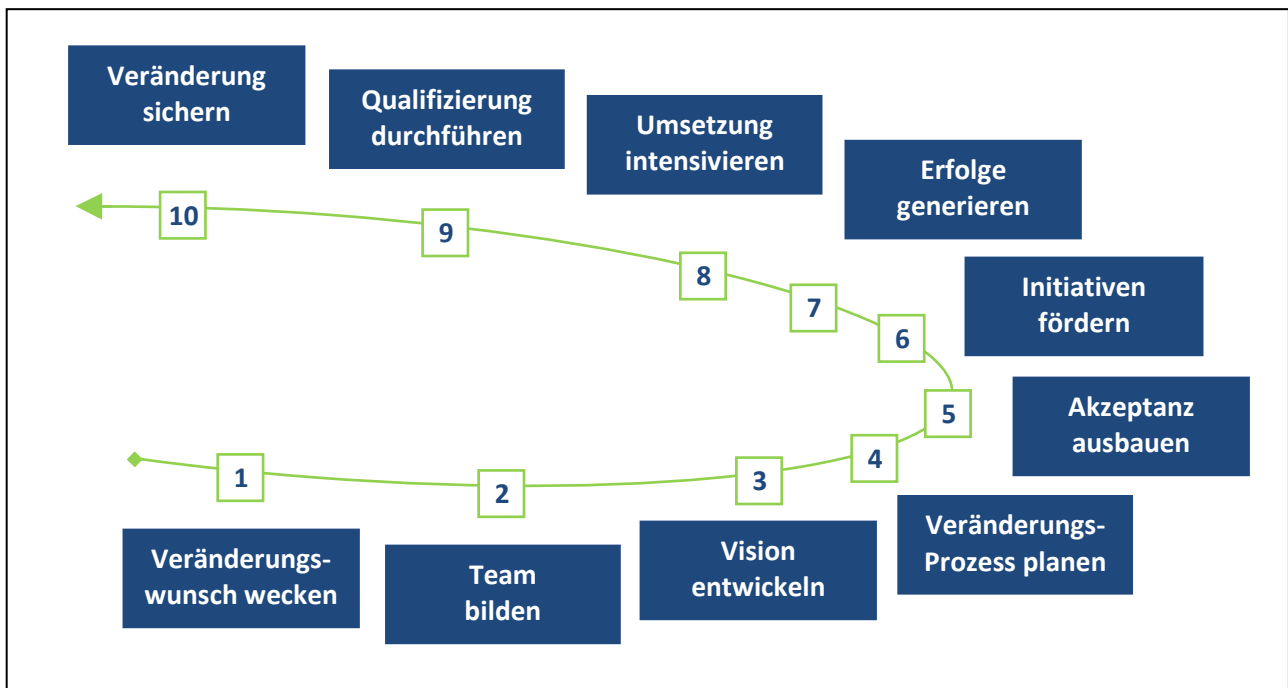 Veränderung
sichern
Qualifizierung
durchführen
Umsetzung
intensivieren
Erfolge
generieren
Initiativen
fördern
Akzeptanz
ausbauen
10
9
8
7
6
5
4
3
2
1
Veränderungs-
wunsch wecken
Team
bilden
Vision
entwickeln
Veränderungs-
Prozess planen